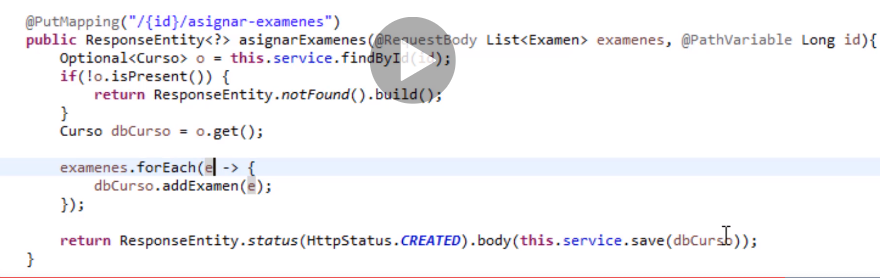 @PutMapping("/{id}/asignar-examenes")
public ResponseEntity<?> asignarExamenes(@RequestBody List<Examen> examenes, @PathVariable Long id){
Optional<Curso> o = this.service.findById(id);
if(!o.isPresent()) {
return ResponseEntity.notFound().build();
}
Curso dbCurso = o.get();
examenes.forEach(e -> {
dbCurso.addExamen(e);
});
return ResponseEntity.status(HttpStatus.CREATED).body(this.service.save(dbCurso));
}